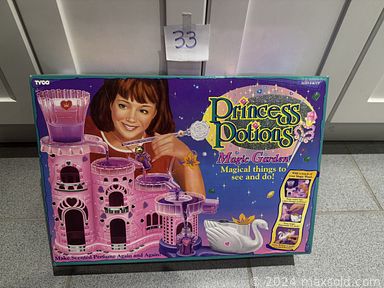 33
TYCO
Princess
Potions
Magic Garden
Magical things to
see and do!
Make Scented Perfume Again and Again!
© 2024 maxsold.com